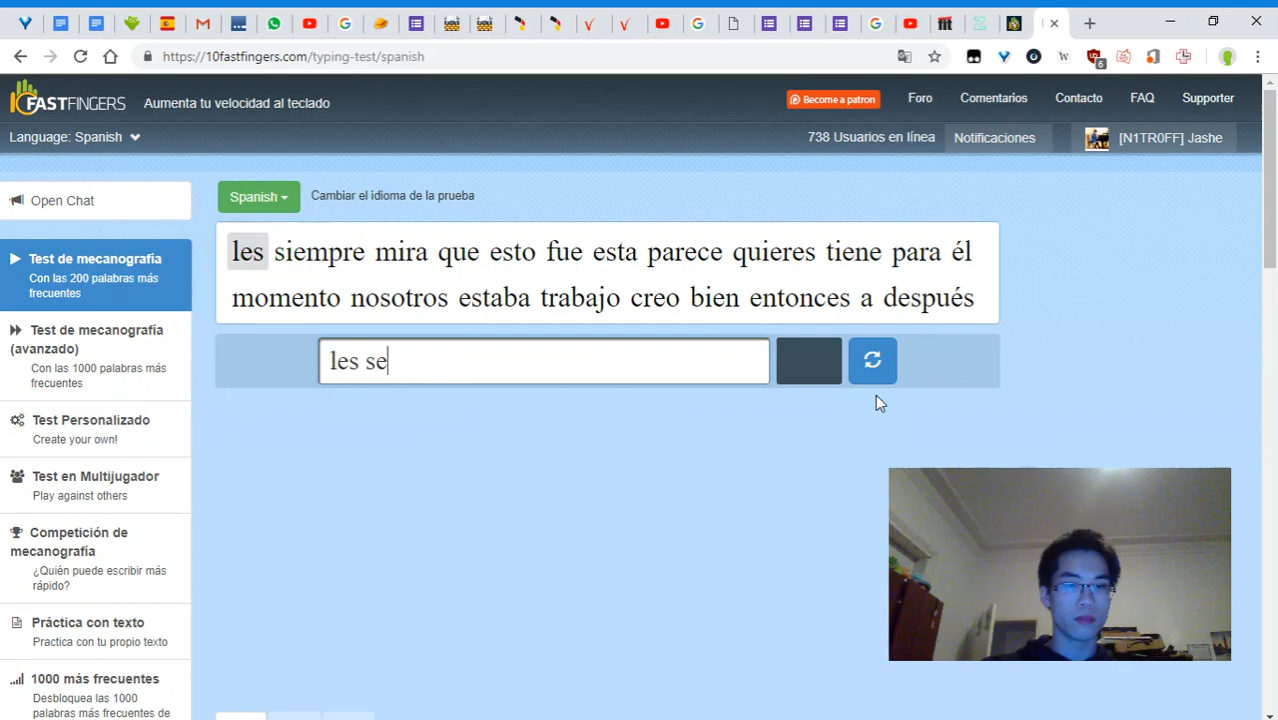 https://10fastfingers.com/typing-test/spanish
6
10 FASTFINGERS
Aumenta tu velocidad al teclado
Become a patron
Foro
Comentarios
Contacto
FAQ
Supporter
Language: Spanish
738 Usuarios en línea
Notificaciones
[N1TR0FF] Jashe
Open Chat
Spanish
Cambiar el idioma de la prueba
Test de mecanografía
Con las 200 palabras más
frecuentes
les siempre mira que esto fue esta parece quieres tiene para él
momento nosotros estaba trabajo creo bien entonces a después
les se
Test de mecanografía
(avanzado)
Con las 1000 palabras más
frecuentes
Test Personalizado
Create your own!
Test en Multijugador
Play against others
Competición de
mecanografía
¿Quién puede escribir más
rápido?
Práctica con texto
Practica con tu propio texto
1000 más frecuentes
Desbloquea las 1000
palabras más frecuentes de